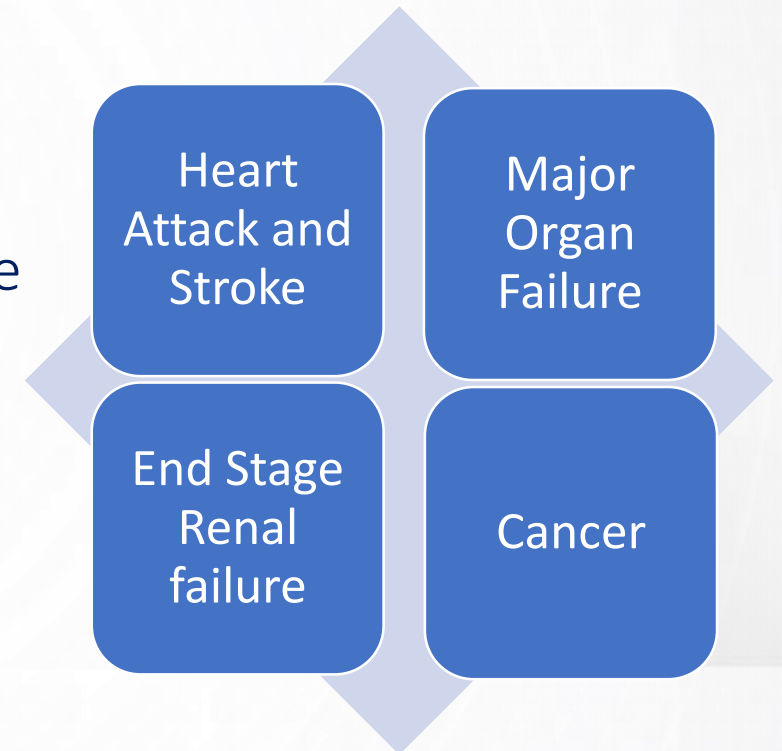 Heart
Attack and
Stroke
Major
Organ
Failure
e
End Stage
Renal
failure
Cancer